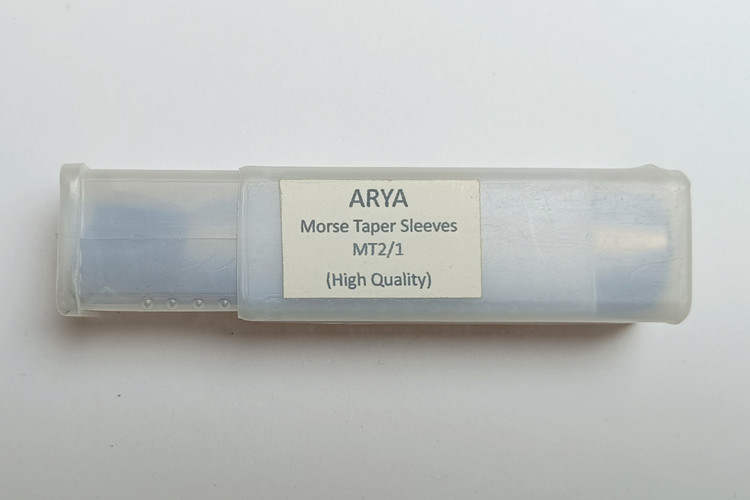 ARYA
Morse Taper Sleeves
MT2/1
(High Quality)